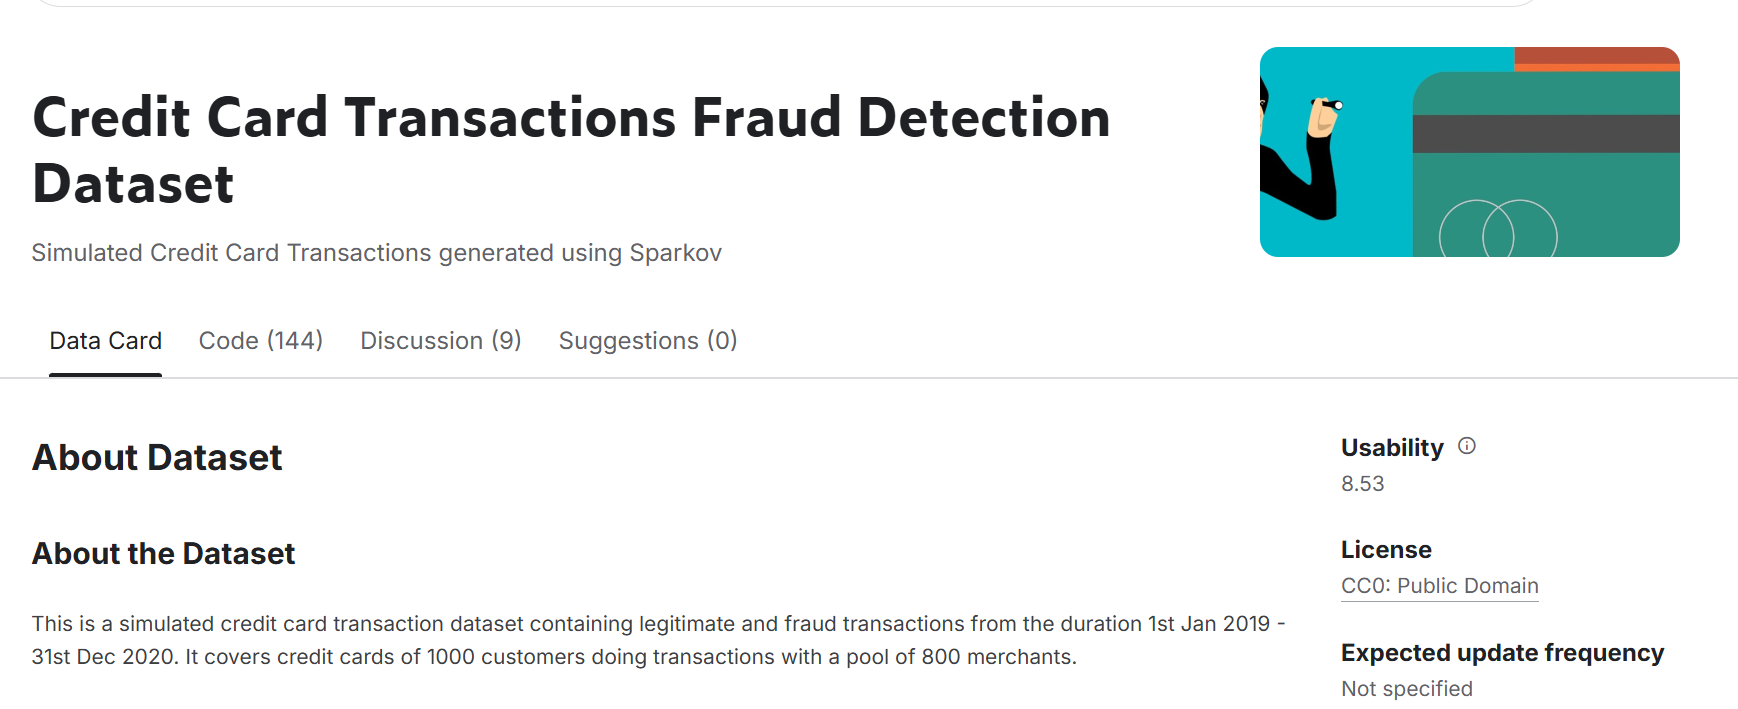 Credit Card Transactions Fraud Detection
Dataset
Simulated Credit Card Transactions generated using Sparkov
Data Card
Code (144)
Discussion (9)
Suggestions (0)
About Dataset
About the Dataset
This is a simulated credit card transaction dataset containing legitimate and fraud transactions from the duration 1st Jan 2019 -
31st Dec 2020. It covers credit cards of 1000 customers doing transactions with a pool of 800 merchants.
Usability
8.53
License
CC0: Public Domain
Expected update frequency
Not specified